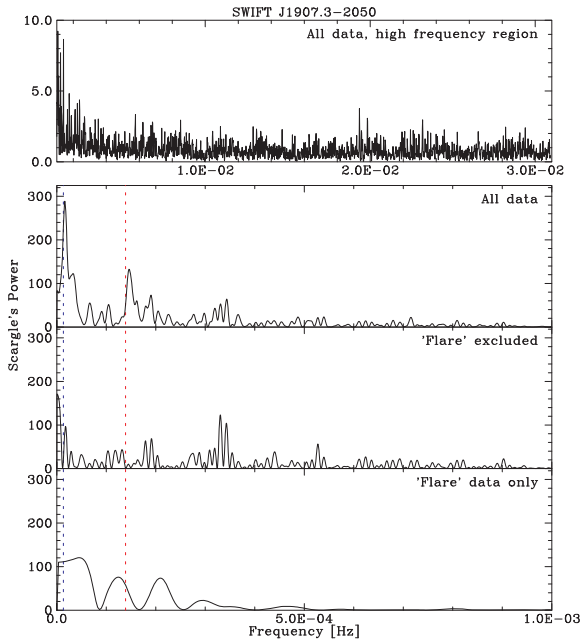 SWIFT J1907.3−2050
10.0
All data, high frequency region
5.0
0.0
1.0E−02 2.0E−02 3.0E−02
300
All data
200
100
0
300
'Flare' excluded
200
100
0
300
'Flare' data only
200
100
0
0.0 5.0E−04 1.0E−03
Frequency [Hz]
Scargle's Power